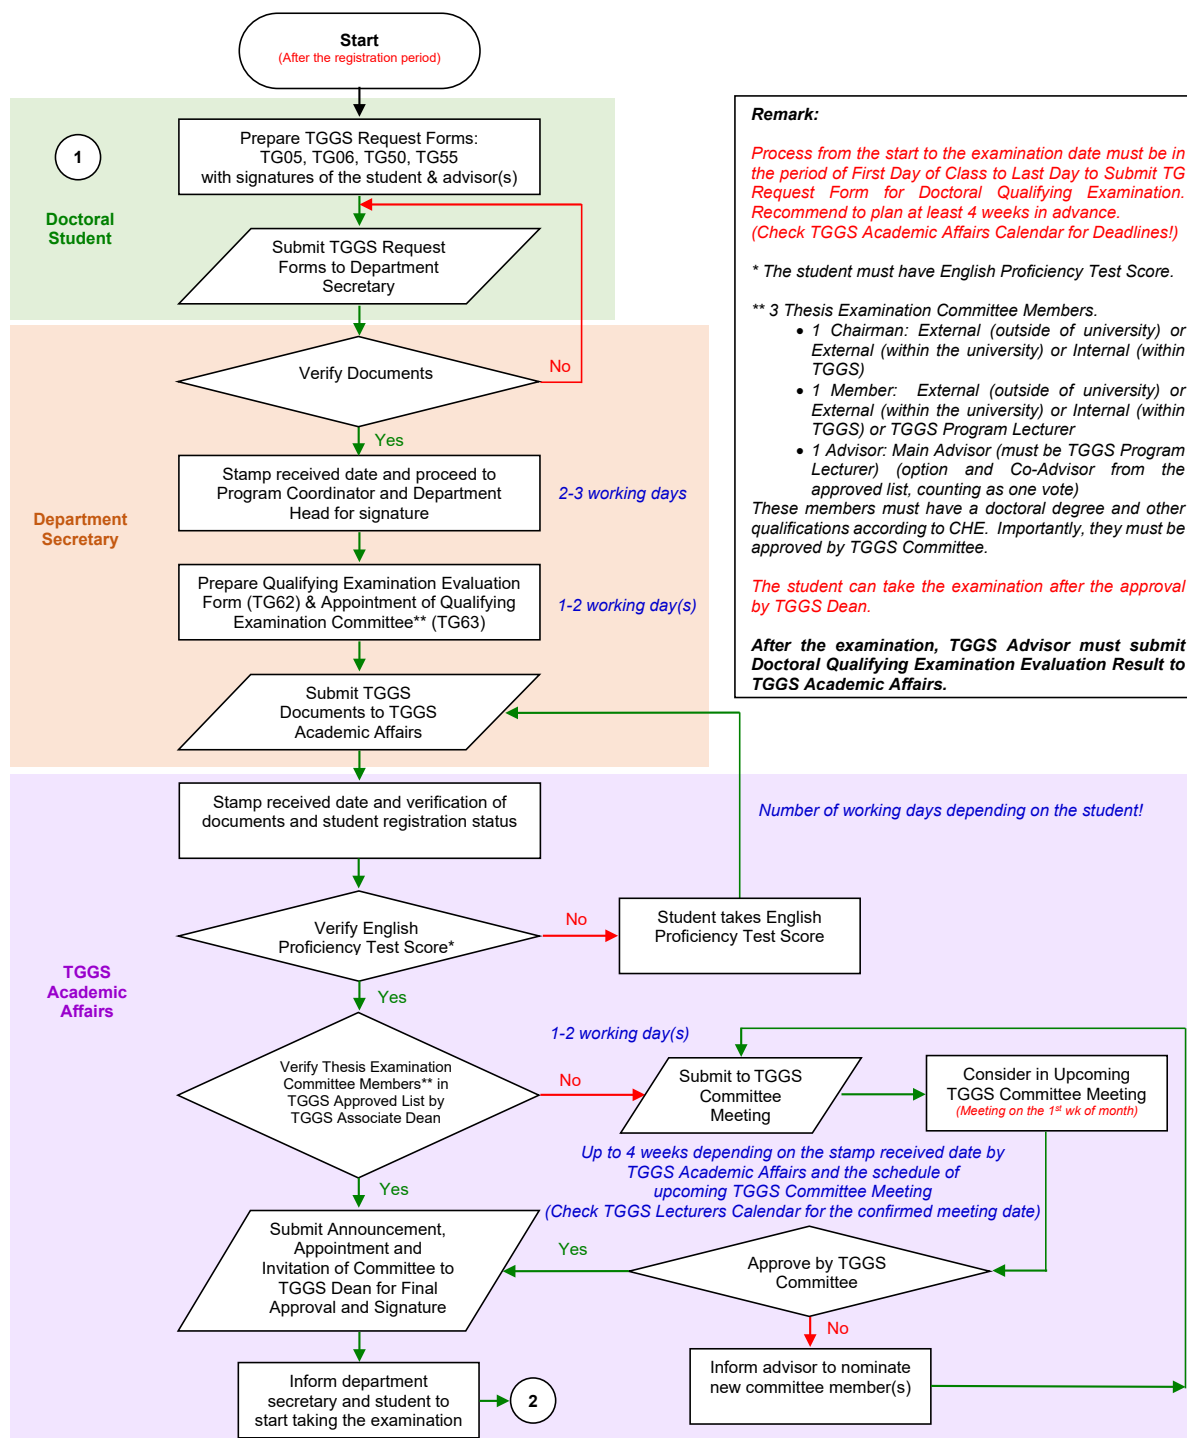 Start
(After the registration period)
1
Doctoral
Student
Prepare TGGS Request Forms:
TG05, TG06, TG50, TG55
with signatures of the student & advisor(s)
Submit TGGS Request
Forms to Department
Secretary
Verify Documents
No
Yes
Department
Secretary
Stamp received date and proceed to
Program Coordinator and Department
Head for signature
2-3 working days
Prepare Qualifying Examination Evaluation
Form (TG62) & Appointment of Qualifying
Examination Committee** (TG63)
1-2 working day(s)
Submit TGGS
Documents to TGGS
Academic Affairs
Remark:
Process from the start to the examination date must be in
the period of First Day of Class to Last Day to Submit TG
Request Form for Doctoral Qualifying Examination.
Recommend to plan at least 4 weeks in advance.
(Check TGGS Academic Affairs Calendar for Deadlines!)
* The student must have English Proficiency Test Score.
** 3 Thesis Examination Committee Members.
• 1 Chairman: External (outside of university) or
External (within the university) or Internal (within
TGGS)
• 1 Member: External (outside of university) or
External (within the university) or Internal (within
TGGS) or TGGS Program Lecturer
• 1 Advisor: Main Advisor (must be TGGS Program
Lecturer) (option and Co-Advisor from the
approved list, counting as one vote)
These members must have a doctoral degree and other
qualifications according to CHE. Importantly, they must be
approved by TGGS Committee.
The student can take the examination after the approval
by TGGS Dean.
After the examination, TGGS Advisor must submit
Doctoral Qualifying Examination Evaluation Result to
TGGS Academic Affairs.
TGGS
Academic
Affairs
Stamp received date and verification of
documents and student registration status
Number of working days depending on the student!
Verify English
Proficiency Test Score*
No
Student takes English
Proficiency Test Score
Yes
1-2 working day(s)
Verify Thesis Examination
Committee Members** in
TGGS Approved List by
TGGS Associate Dean
No
Submit to TGGS
Committee
Meeting
Consider in Upcoming
TGGS Committee Meeting
(Meeting on the 1st wk of month)
Up to 4 weeks depending on the stamp received date by
TGGS Academic Affairs and the schedule of
upcoming TGGS Committee Meeting
(Check TGGS Lecturers Calendar for the confirmed meeting date)
Yes
Submit Announcement,
Appointment and
Invitation of Committee to
TGGS Dean for Final
Approval and Signature
Yes
Approve by TGGS
Committee
No
Inform advisor to nominate
new committee member(s)
Inform department
secretary and student to
start taking the examination
2